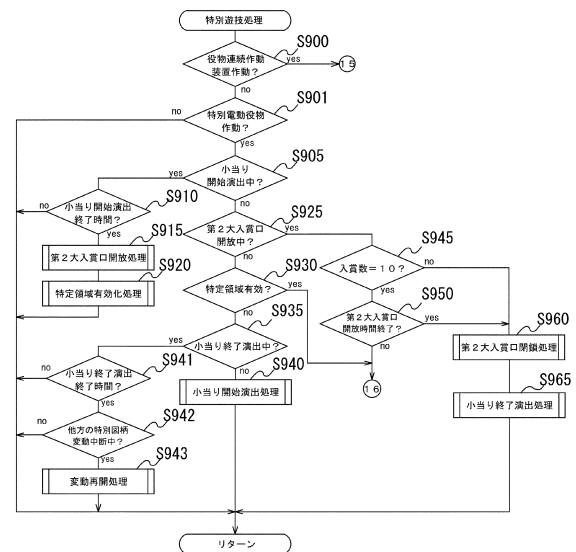 特別遊技処理
S900
役物連続作動
装置作動？
yes
１５
no
S901
特別電動役物
作動？
no
yes
S905
小当り
開始演出中？
yes
no
S910
小当り開始演出
終了時間？
no
yes
S915
第２大入賞口開放処理
S920
特定領域有効化処理
S925
第２大入賞口
開放中？
yes
no
S930
特定領域有効？
yes
no
S935
小当り終了演出中？
yes
no
S940
小当り開始演出処理
S941
小当り終了演出
終了時間？
no
yes
S942
他方の特別図柄
変動中断中？
no
yes
S943
変動再開処理
S945
入賞数＝１０？
no
yes
S950
第２大入賞口
開放時間終了？
yes
no
１６
S960
第２大入賞口閉鎖処理
S965
小当り終了演出処理
リターン